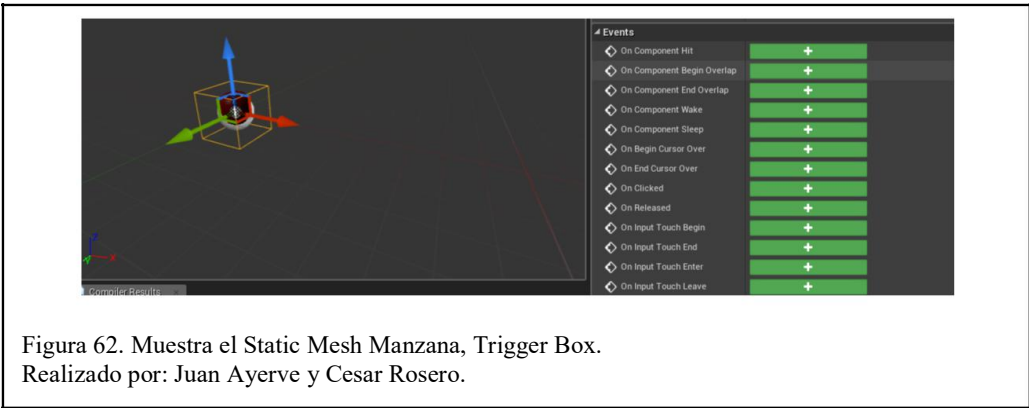 Events
On Component Hit
On Component Begin Overlap
On Component End Overlap
On Component Wake
On Component Sleep
On Begin Cursor Over
On End Cursor Over
On Clicked
On Released
On Input Touch Begin
On Input Touch End
On Input Touch Enter
On Input Touch Leave
Z
X
Y
Compiler Results
Figura 62. Muestra el Static Mesh Manzana, Trigger Box.
Realizado por: Juan Ayerve y Cesar Rosero.